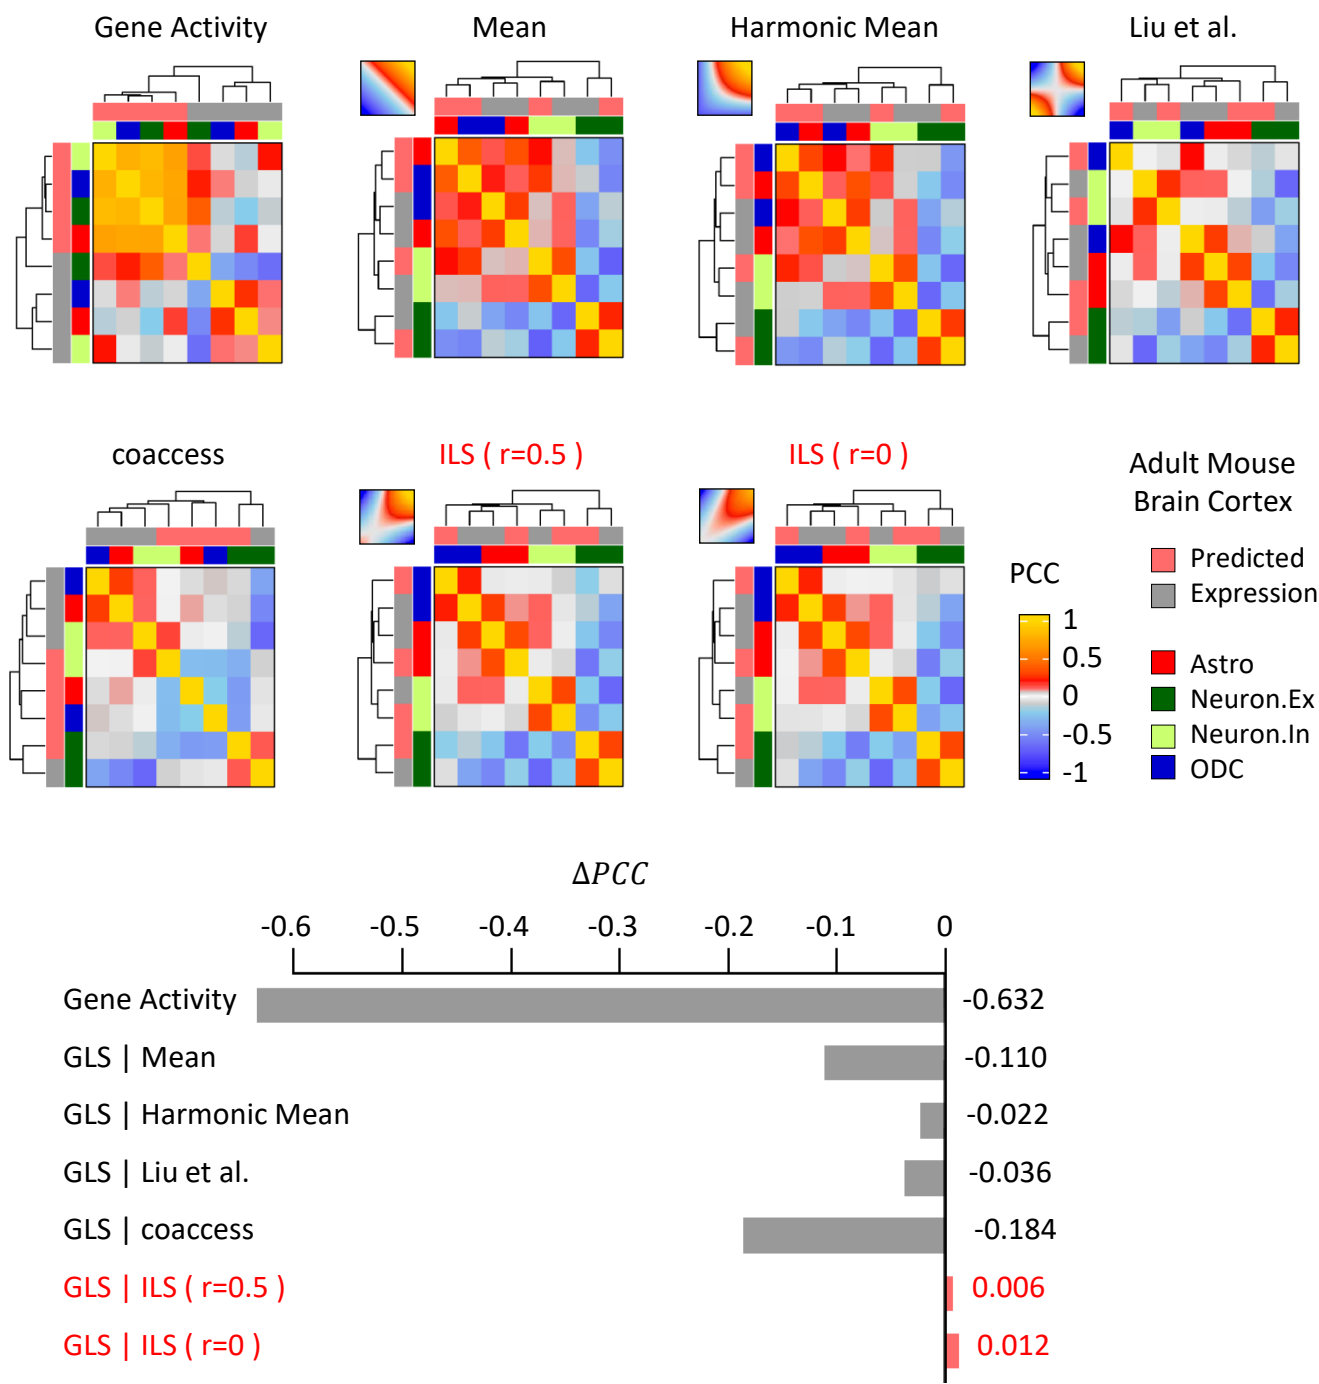 Gene Activity
Mean
Harmonic Mean
Liu et al.
coaccess
ILS ( r=0.5 )
ILS ( r=0 )
Adult Mouse
Brain Cortex
Predicted
Expression
PCC
1
0.5
0
-0.5
-1
Astro
Neuron.Ex
Neuron.In
ODC
ΔPCC
-0.6 -0.5 -0.4 -0.3 -0.2 -0.1 0
Gene Activity -0.632
GLS | Mean -0.110
GLS | Harmonic Mean -0.022
GLS | Liu et al. -0.036
GLS | coaccess -0.184
GLS | ILS ( r=0.5 ) 0.006
GLS | ILS ( r=0 ) 0.012